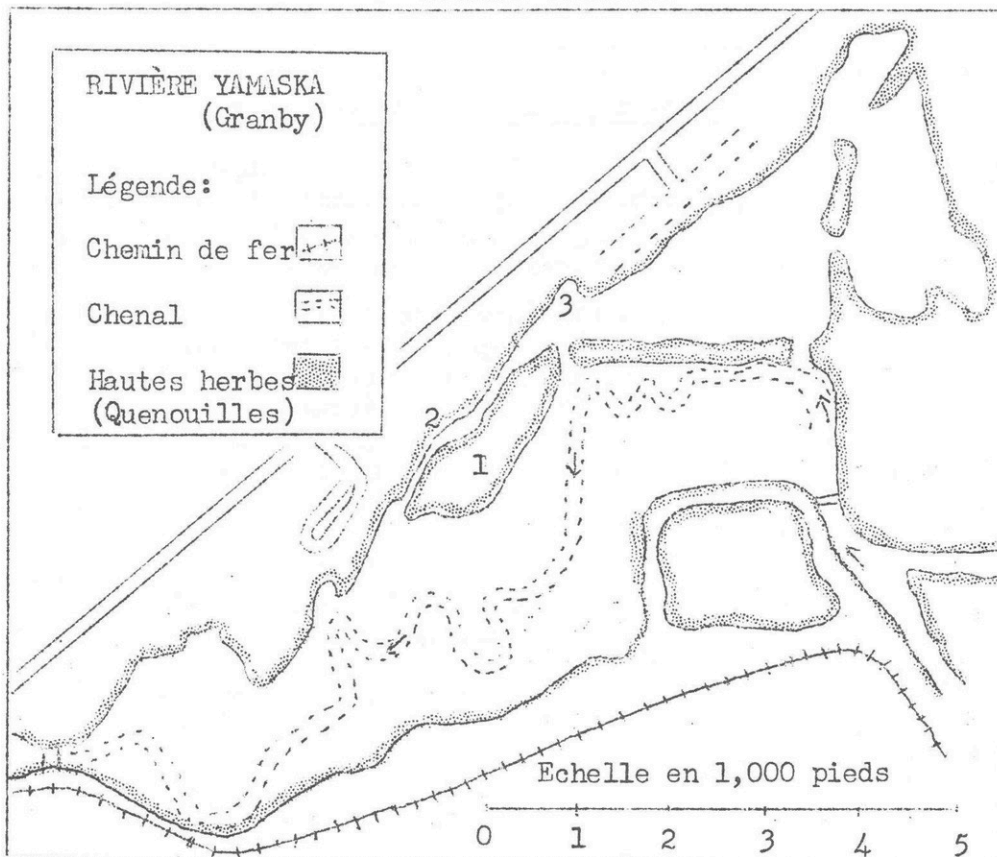 RIVIÈRE YAMASKA
(Granby)
Légende:
Chemin de fer
Chenal
Hautes herbes
(Quenouilles)
3
2
1
Echelle en 1,000 pieds
0 1 2 3 4 5